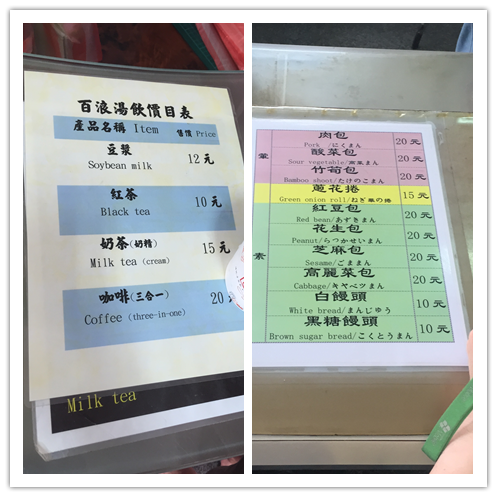 百浪湯飲價目表
產品名稱 Item 售價 Price
豆漿 12元
Soybean milk
紅茶 10元
Black tea
奶茶(奶精) 15元
Milk tea (cream)
咖啡(三合一) 20
Coffee (three-in-one)
Milk tea
葷
肉包 20元
Pork /にくまん
酸菜包 20元
Sour vegetable/高菜まん
竹筍包 20元
Bamboo shoot/たけのこまん
蔥花捲 15元
Green onion roll/ねぎ
素
紅豆包 20元
Red bean/あずきまん
花生包 20元
Peanut/らっかせいまん
芝麻包 20元
Sesame/ごままん
高麗菜包 20元
Cabbage/キャベツまん
白饅頭 10元
White bread/まんじゅう
黑糖饅頭 10元
Brown sugar bread/こくとうまん